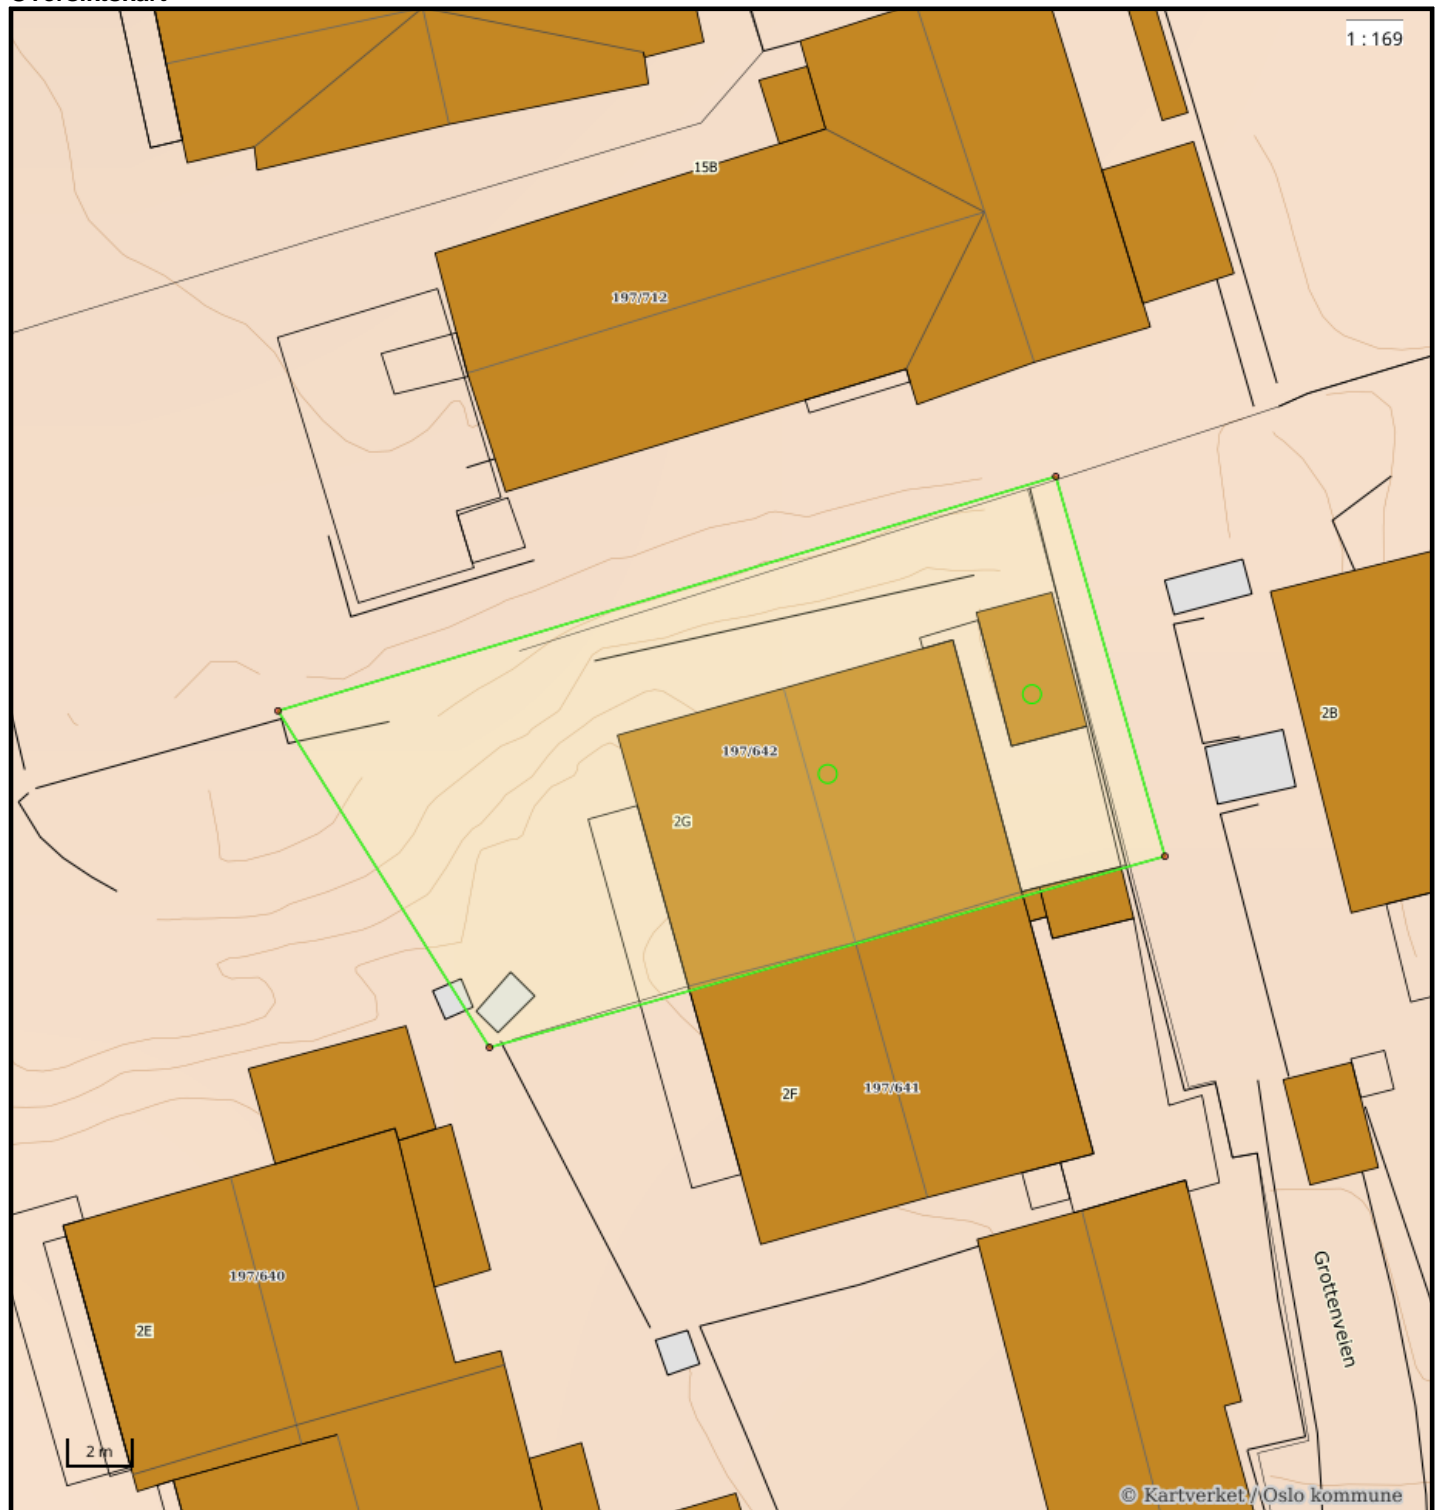 1 : 169
15B
197/712
2B
197/642
2G
2F
197/641
197/640
2E
Grottenveien
2 m
© Kartverket / Oslo kommune